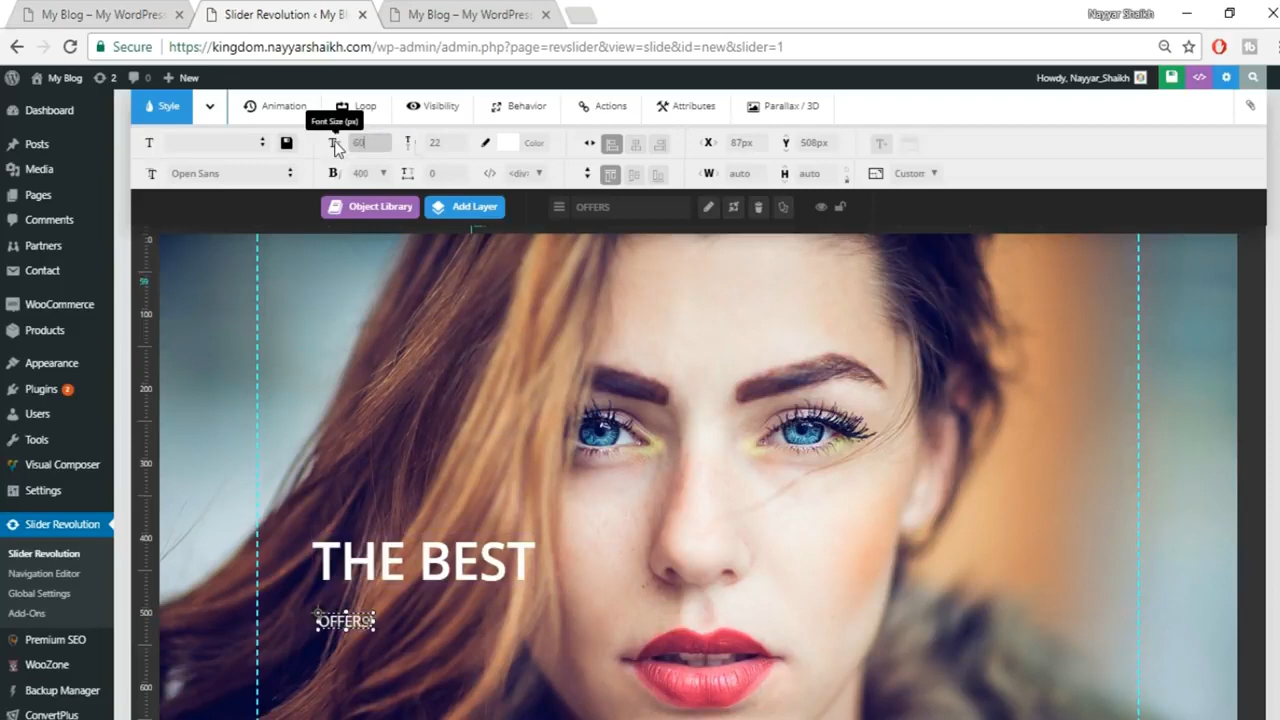 My Blog – My WordPress
Slider Revolution ‹ My Bl
My Blog – My WordPress
Nayyar Shaikh
Secure
https://kingdom.nayyarshaikh.com/wp-admin/admin.php?page=revslider&view=slide&id=new&slider=1
My Blog
2
0
New
Howdy, Nayyar_Shaikh
Dashboard
Posts
Media
Pages
Comments
Partners
Contact
WooCommerce
Products
Appearance
Plugins 2
Users
Tools
Visual Composer
Settings
Slider Revolution
Slider Revolution
Navigation Editor
Global Settings
Add-Ons
Premium SEO
WooZone
Backup Manager
ConvertPlus
Style
Animation
Loop
Visibility
Behavior
Actions
Attributes
Parallax / 3D
Font Size (px)
60
22
Color
X
87px
Y
508px
Open Sans
B
400
0
<div>
W
auto
H
auto
Custom
Object Library
Add Layer
OFFERS
59
100
200
300
400
500
600
THE BEST
OFFERS